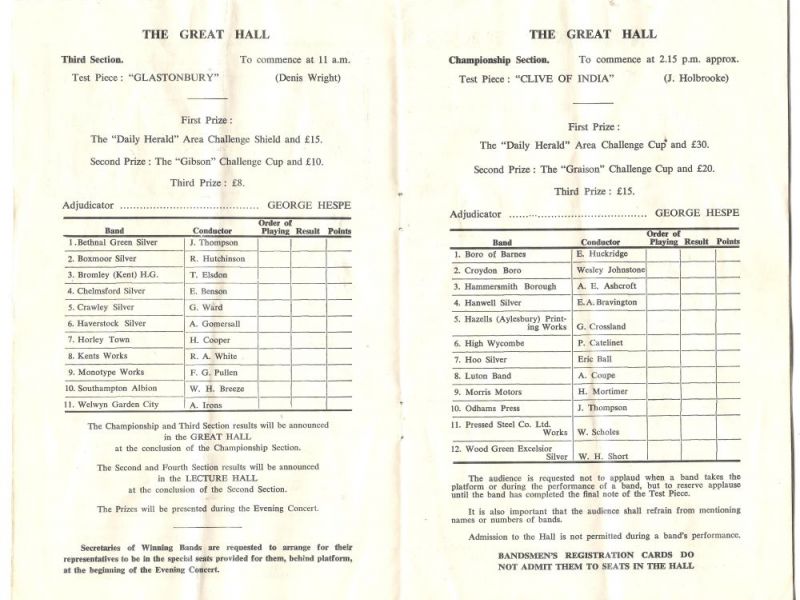 THE GREAT HALL
Third Section. To commence at 11 a.m.
Test Piece : "GLASTONBURY" (Denis Wright)
First Prize :
The "Daily Herald" Area Challenge Shield and £15.
Second Prize : The "Gibson" Challenge Cup and £10.
Third Prize : £8.
Adjudicator ........................................ GEORGE HESPE
Band Conductor Order of Playing Result Points
1. Bethnal Green Silver J. Thompson
2. Boxmoor Silver R. Hutchinson
3. Bromley (Kent) H.G. T. Elsdon
4. Chelmsford Silver E. Benson
5. Crawley Silver G. Ward
6. Haverstock Silver A. Gomersall
7. Horley Town H. Cooper
8. Kents Works R. A. White
9. Monotype Works F. G. Pullen
10. Southampton Albion W. H. Breeze
11. Welwyn Garden City A. Irons
The Championship and Third Section results will be announced
in the GREAT HALL
at the conclusion of the Championship Section.
The Second and Fourth Section results will be announced
in the LECTURE HALL
at the conclusion of the Second Section.
The Prizes will be presented during the Evening Concert.
Secretaries of Winning Bands are requested to arrange for their
representatives to be in the special seats provided for them, behind platform,
at the beginning of the Evening Concert.
THE GREAT HALL
Championship Section. To commence at 2.15 p.m. approx.
Test Piece : "CLIVE OF INDIA" (J. Holbrooke)
First Prize :
The "Daily Herald" Area Challenge Cup and £30.
Second Prize : The "Graison" Challenge Cup and £20.
Third Prize : £15.
Adjudicator ........................................ GEORGE HESPE
Band Conductor Order of Playing Result Points
1. Boro of Barnes E. Huckridge
2. Croydon Boro Wesley Johnstone
3. Hammersmith Borough A. E. Ashcroft
4. Hanwell Silver E.A. Bravington
5. Hazells (Aylesbury) Print-
ing Works G. Crossland
6. High Wycombe P. Catelinet
7. Hoo Silver Eric Ball
8. Luton Band A. Coupe
9. Morris Motors H. Mortimer
10. Odhams Press J. Thompson
11. Pressed Steel Co. Ltd.
Works W. Scholes
12. Wood Green Excelsior
Silver W. H. Short
The audience is requested not to applaud when a band takes the
platform or during the performance of a band, but to reserve applause
until the band has completed the final note of the Test Piece.
It is also important that the audience shall refrain from mentioning
names or numbers of bands.
Admission to the Hall is not permitted during a band's performance.
BANDSMEN'S REGISTRATION CARDS DO
NOT ADMIT THEM TO SEATS IN THE HALL